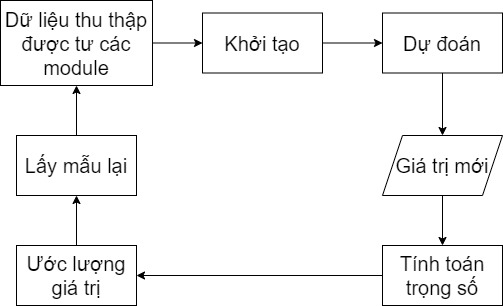 Dữ liệu thu thập
được tư các
module
Khởi tạo
Dự đoán
Giá trị mới
Tính toán
trọng số
Ước lượng
giá trị
Lấy mẫu lại